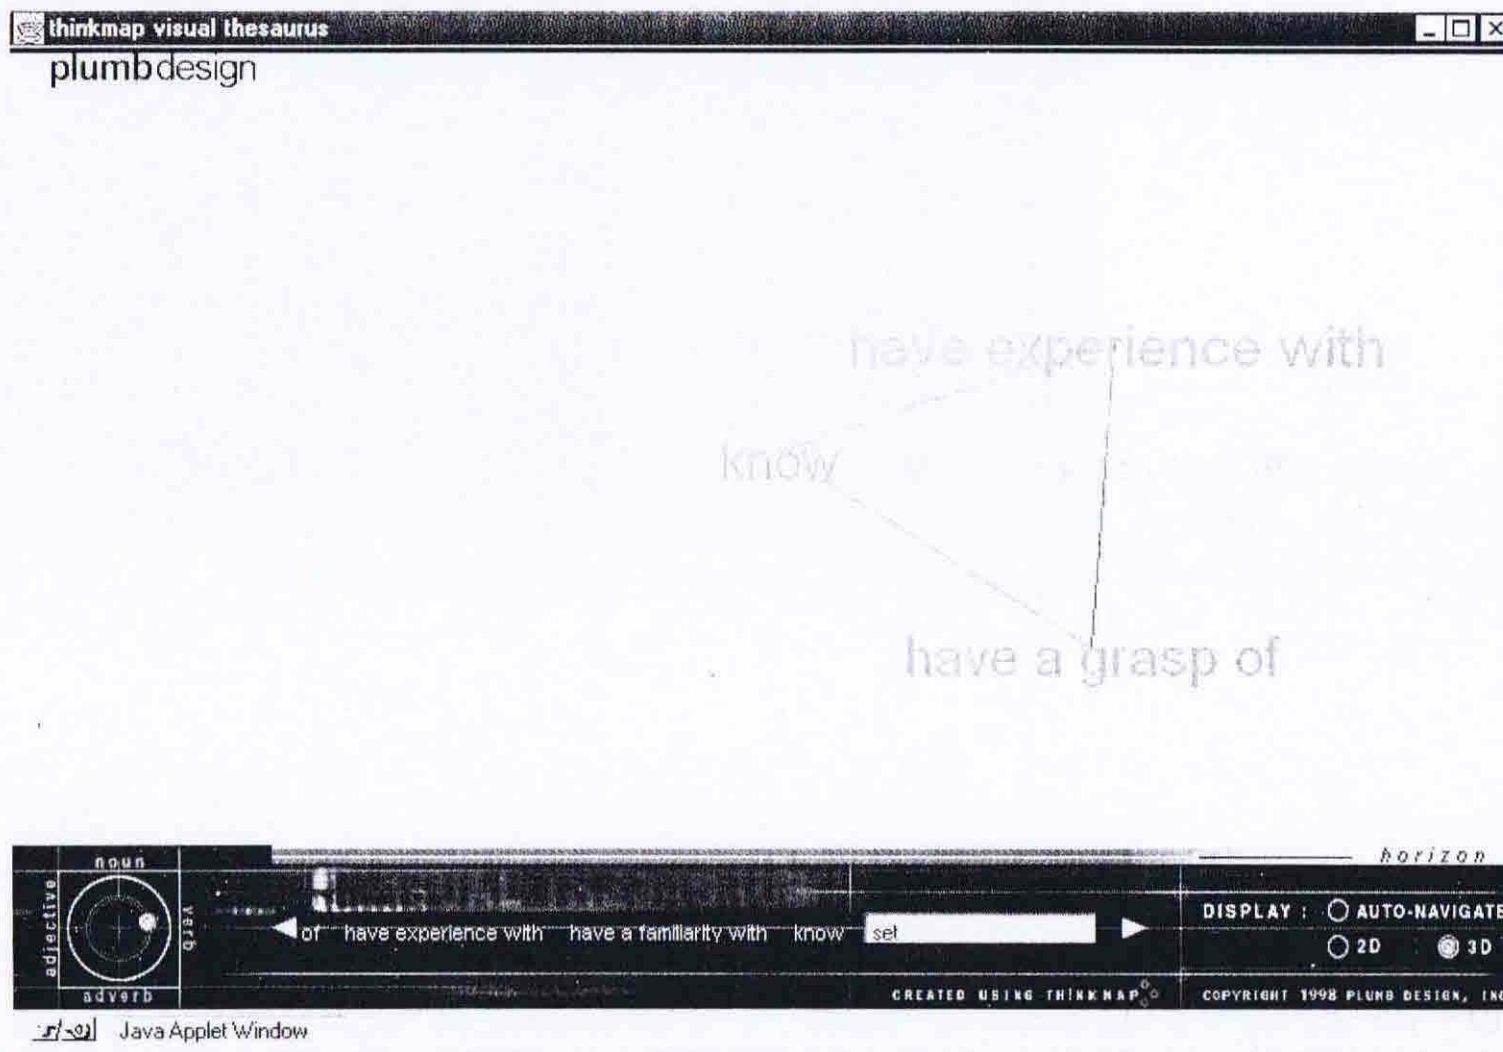 thinkmap visual thesaurus
plumbdesign
have experience with
know
have a grasp of
horizon
noun
adjective
verb
adverb
of have experience with have a familiarity with know set
DISPLAY : AUTO-NAVIGATE
2D 3D
CREATED USING THINKMAP
COPYRIGHT 1998 PLUMB DESIGN, INC
Java Applet Window